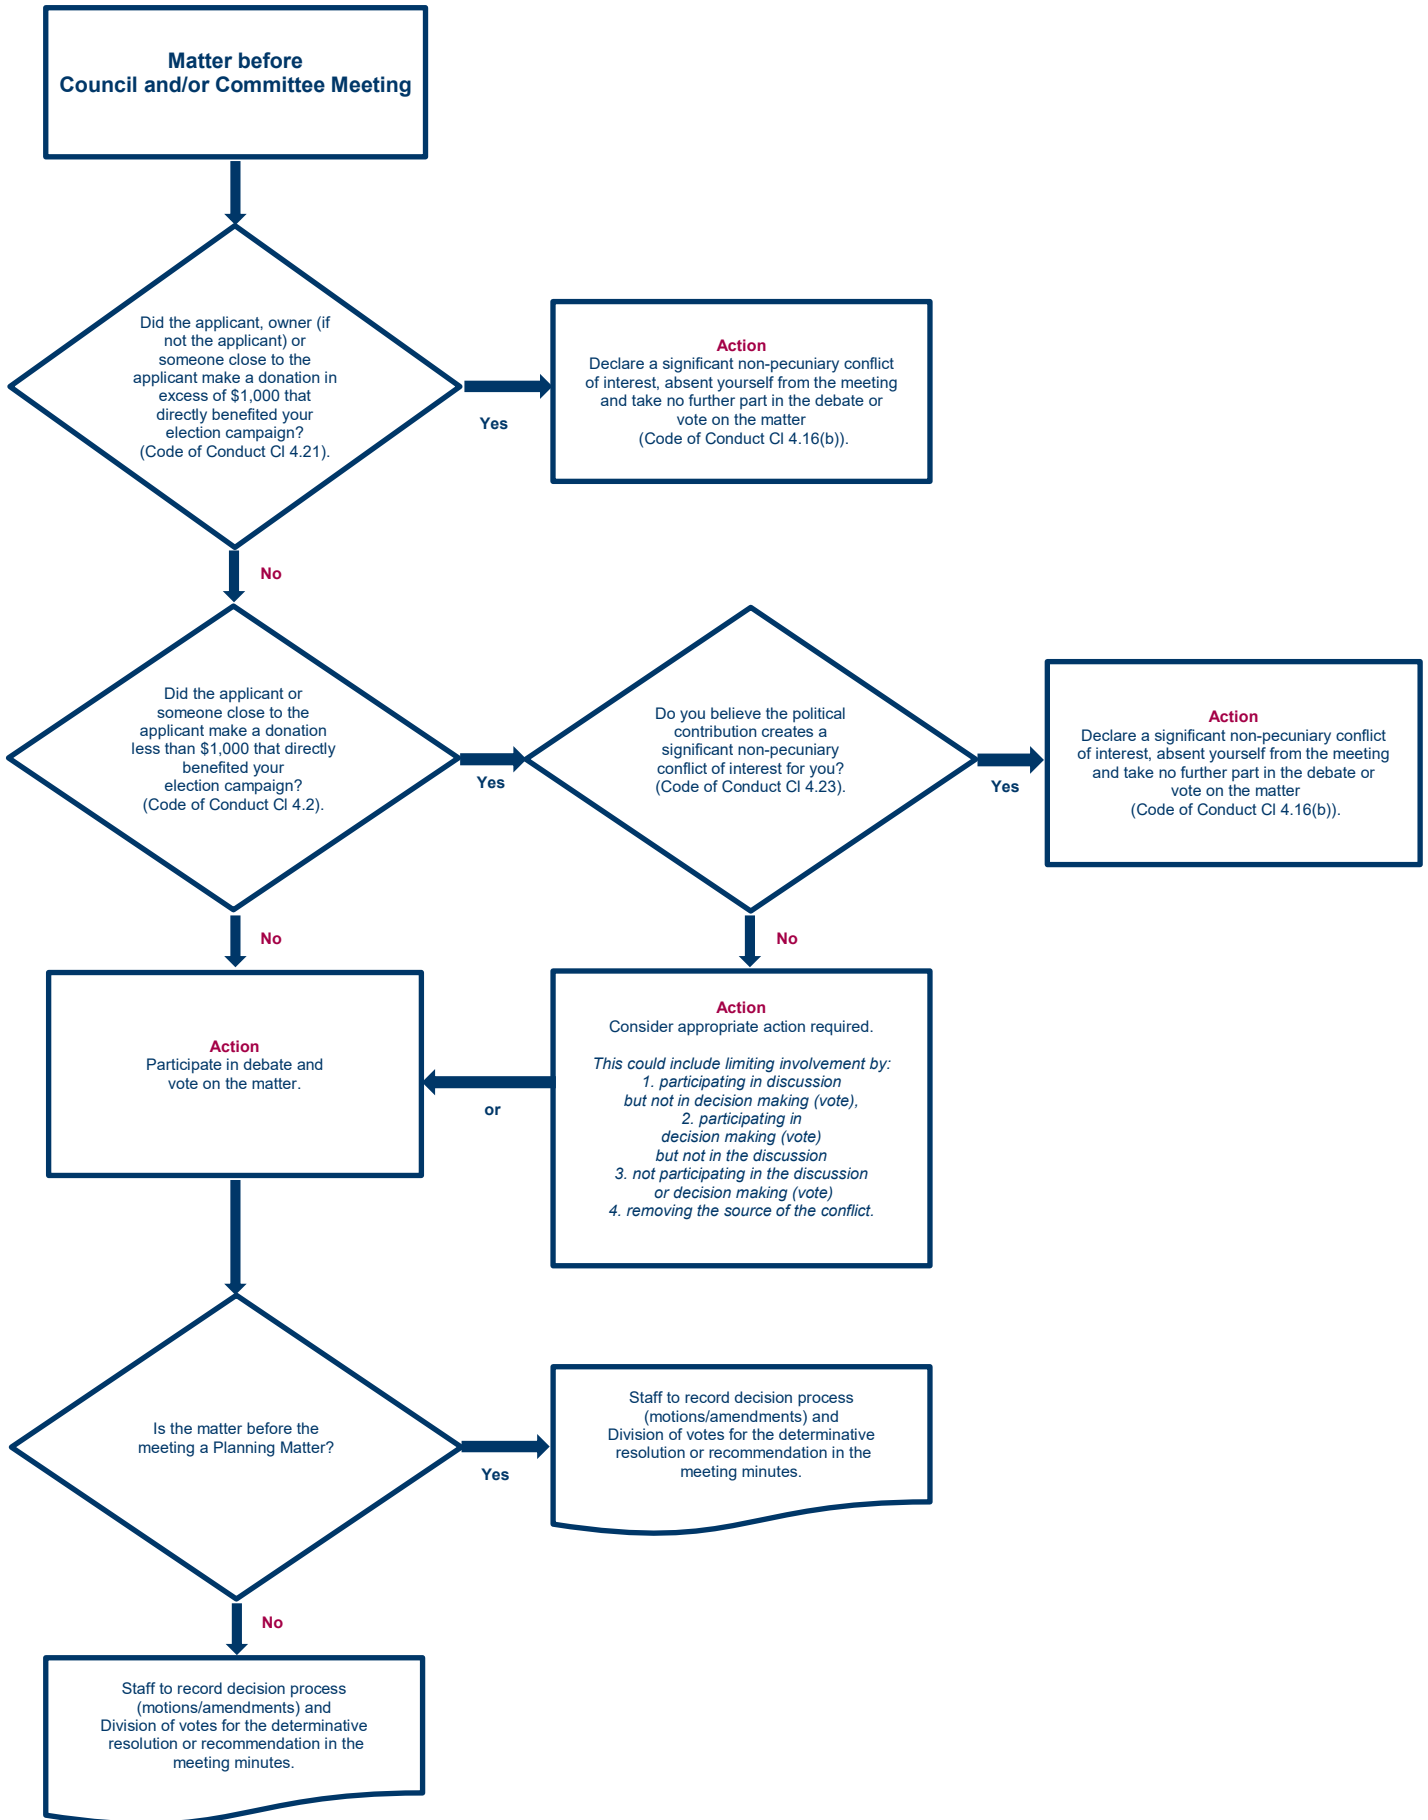 Matter before
Council and/or Committee Meeting
Did the applicant, owner (if
not the applicant) or
someone close to the
applicant make a donation in
excess of $1,000 that
directly benefited your
election campaign?
(Code of Conduct Cl 4.21).
Yes
Action
Declare a significant non-pecuniary conflict
of interest, absent yourself from the meeting
and take no further part in the debate or
vote on the matter
(Code of Conduct Cl 4.16(b)).
No
Did the applicant or
someone close to the
applicant make a donation
less than $1,000 that directly
benefited your
election campaign?
(Code of Conduct Cl 4.2).
Yes
Do you believe the political
contribution creates a
significant non-pecuniary
conflict of interest for you?
(Code of Conduct Cl 4.23).
Yes
Action
Declare a significant non-pecuniary conflict
of interest, absent yourself from the meeting
and take no further part in the debate or
vote on the matter
(Code of Conduct Cl 4.16(b)).
No
No
Action
Participate in debate and
vote on the matter.
or
Action
Consider appropriate action required.
This could include limiting involvement by:
1. participating in discussion
but not in decision making (vote),
2. participating in
decision making (vote)
but not in the discussion
3. not participating in the discussion
or decision making (vote)
4. removing the source of the conflict.
Is the matter before the
meeting a Planning Matter?
Yes
Staff to record decision process
(motions/amendments) and
Division of votes for the determinative
resolution or recommendation in the
meeting minutes.
No
Staff to record decision process
(motions/amendments) and
Division of votes for the determinative
resolution or recommendation in the
meeting minutes.